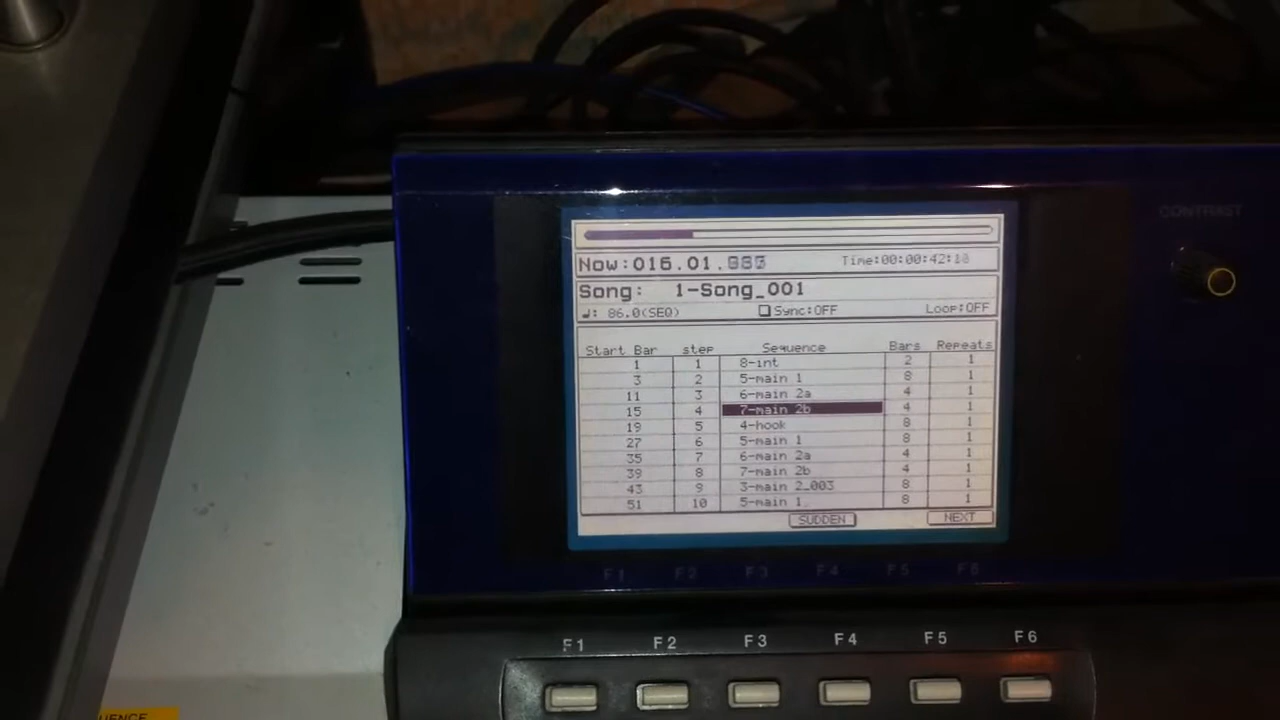 CONTRAST
Now:016.01. Time:00:00:42:
Song: 1-Song_001
♩: 86.0(SEQ) Sync:OFF Loop:OFF
Start Bar step Sequence Bars Repeats
1 1 8-int 2 1
3 2 5-main 1 8 1
11 3 6-main 2a 4 1
15 4 7-main 2b 4 1
19 5 4-hook 8 1
27 6 5-main 1 8 1
35 7 6-main 2a 4 1
39 8 7-main 2b 4 1
43 9 3-main 2_003 8 1
51 10 5-main 1 8 1
SUDDEN NEXT
F1 F2 F3 F4 F5 F6
F1 F2 F3 F4 F5 F6
UENCE